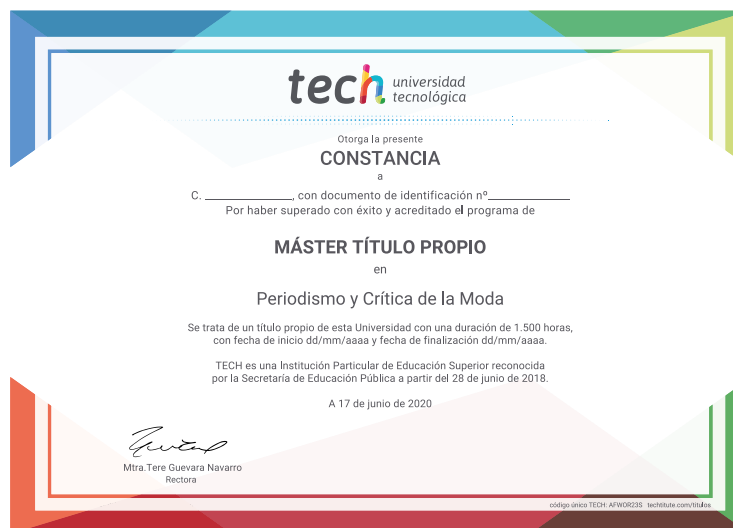 tech universidad
tecnológica
Otorga la presente
CONSTANCIA
a
C. ______________, con documento de identificación nº_____________
Por haber superado con éxito y acreditado el programa de
MÁSTER TÍTULO PROPIO
en
Periodismo y Crítica de la Moda
Se trata de un título propio de esta Universidad con una duración de 1.500 horas,
con fecha de inicio dd/mm/aaaa y fecha de finalización dd/mm/aaaa.
TECH es una Institución Particular de Educación Superior reconocida
por la Secretaría de Educación Pública a partir del 28 de junio de 2018.
A 17 de junio de 2020
Mtra.Tere Guevara Navarro
Rectora
código único TECH: AFWOR23S techtitute.com/titulos